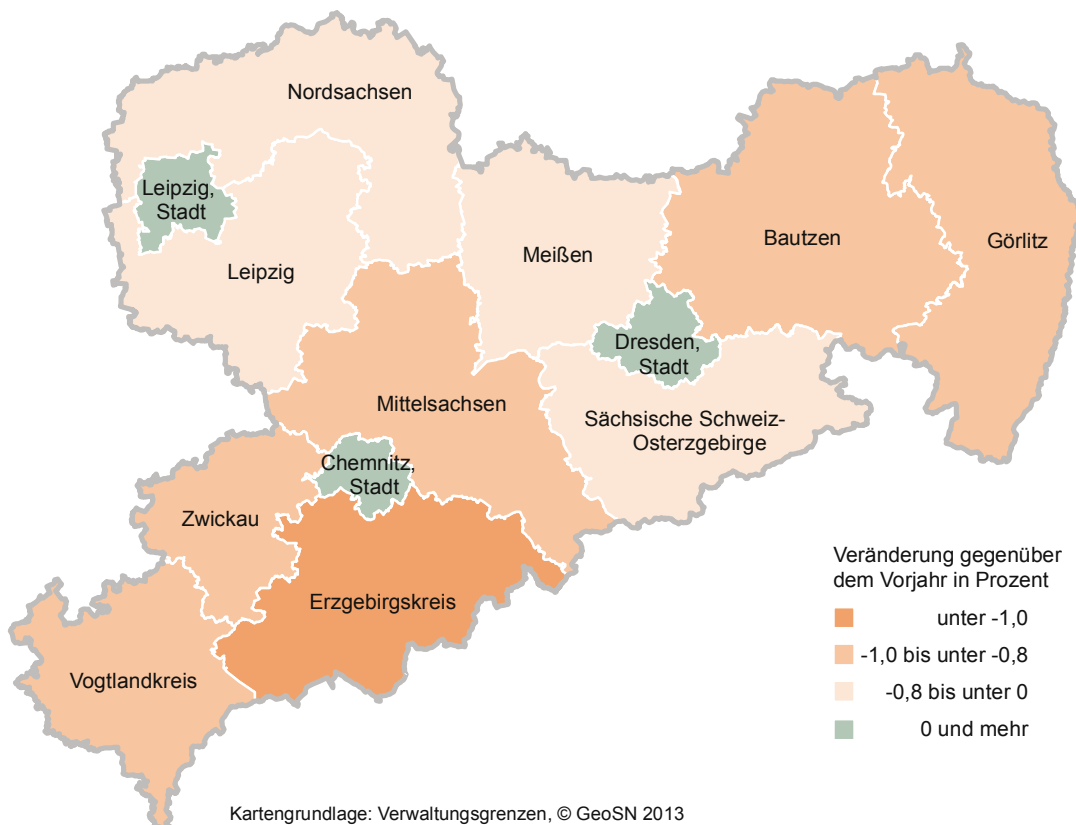 Nordsachsen
Leipzig,
Stadt
Leipzig
Meißen
Bautzen
Görlitz
Dresden,
Stadt
Mittelsachsen
Sächsische Schweiz-
Osterzgebirge
Chemnitz,
Stadt
Zwickau
Erzgebirgskreis
Vogtlandkreis
Veränderung gegenüber
dem Vorjahr in Prozent
unter -1,0
-1,0 bis unter -0,8
-0,8 bis unter 0
0 und mehr
Kartengrundlage: Verwaltungsgrenzen, © GeoSN 2013